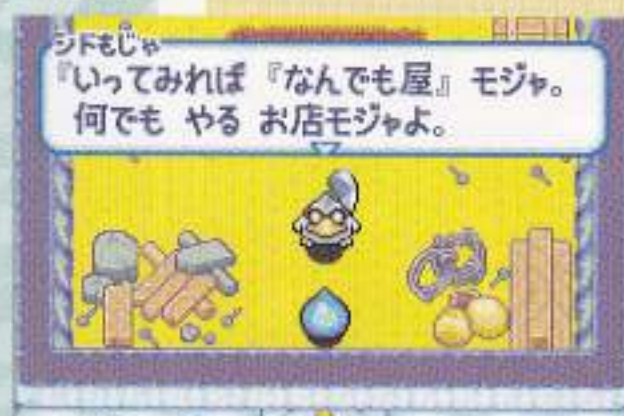 シドもじゃ
『いってみれば 『なんでも屋』 モジャ。
何でも やる お店モジャよ。